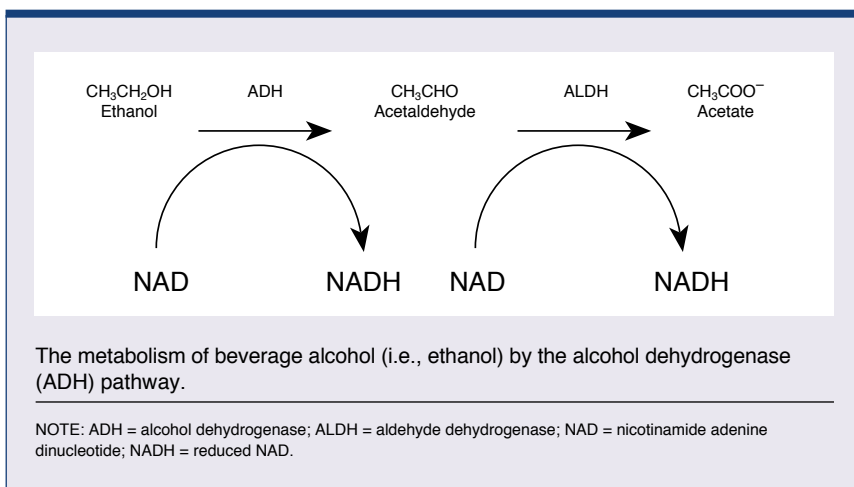 CH₃CH₂OH ADH CH₃CHO ALDH CH₃COO⁻
Ethanol Acetaldehyde Acetate
NAD NADH NAD NADH
The metabolism of beverage alcohol (i.e., ethanol) by the alcohol dehydrogenase
(ADH) pathway.
NOTE: ADH = alcohol dehydrogenase; ALDH = aldehyde dehydrogenase; NAD = nicotinamide adenine
dinucleotide; NADH = reduced NAD.